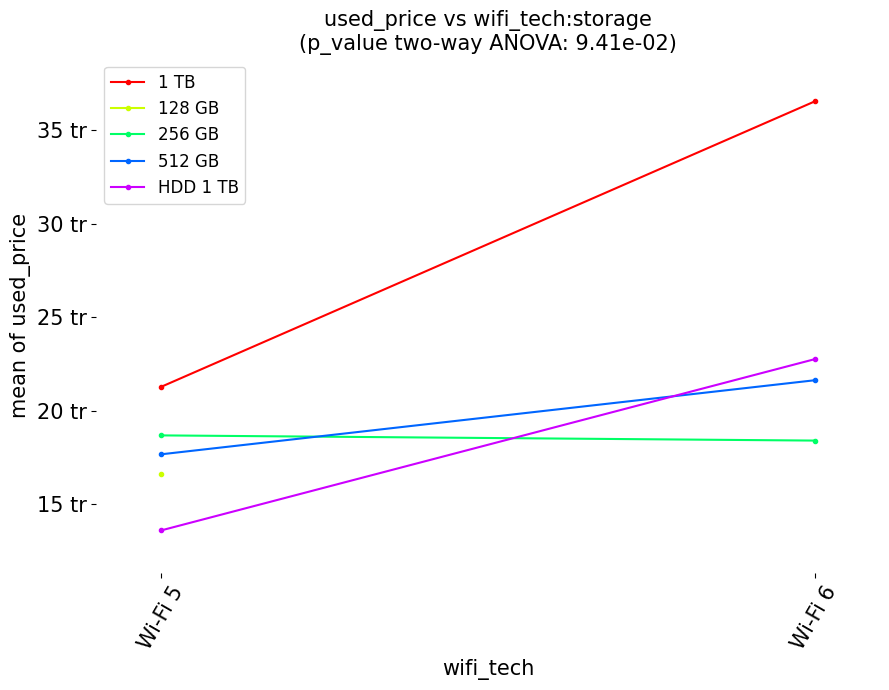 used_price vs wifi_tech:storage
(p_value two-way ANOVA: 9.41e-02)
1 TB
128 GB
256 GB
512 GB
HDD 1 TB
35 tr
30 tr
25 tr
20 tr
15 tr
mean of used_price
Wi-Fi 5
Wi-Fi 6
wifi_tech